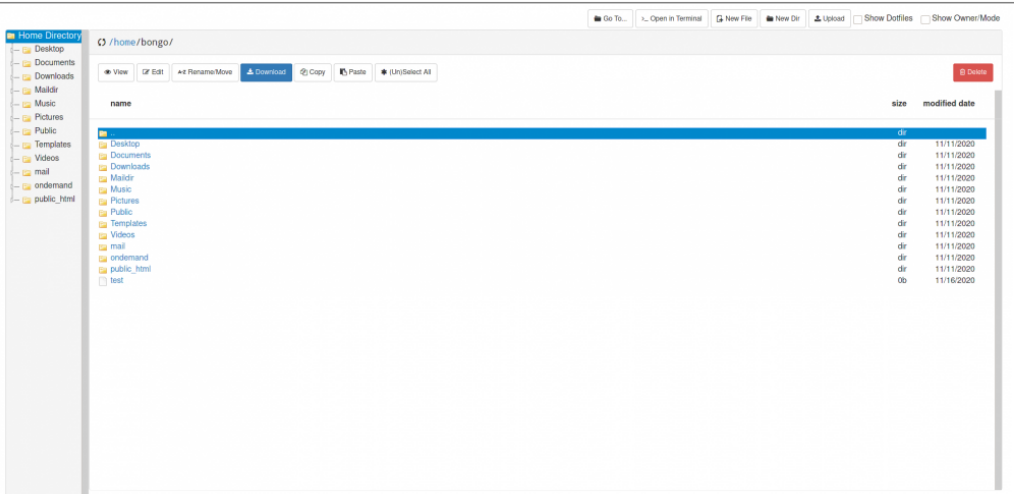 Go To... >_ Open in Terminal New File New Dir Upload Show Dotfiles Show Owner/Mode
Home Directory
Desktop
Documents
Downloads
Maildir
Music
Pictures
Public
Templates
Videos
mail
ondemand
public_html
/home/bongo/
View Edit Rename/Move Download Copy Paste (Un)Select All Delete
name size modified date
.. dir
Desktop dir 11/11/2020
Documents dir 11/11/2020
Downloads dir 11/11/2020
Maildir dir 11/11/2020
Music dir 11/11/2020
Pictures dir 11/11/2020
Public dir 11/11/2020
Templates dir 11/11/2020
Videos dir 11/11/2020
mail dir 11/11/2020
ondemand dir 11/11/2020
public_html dir 11/11/2020
test 0b 11/16/2020